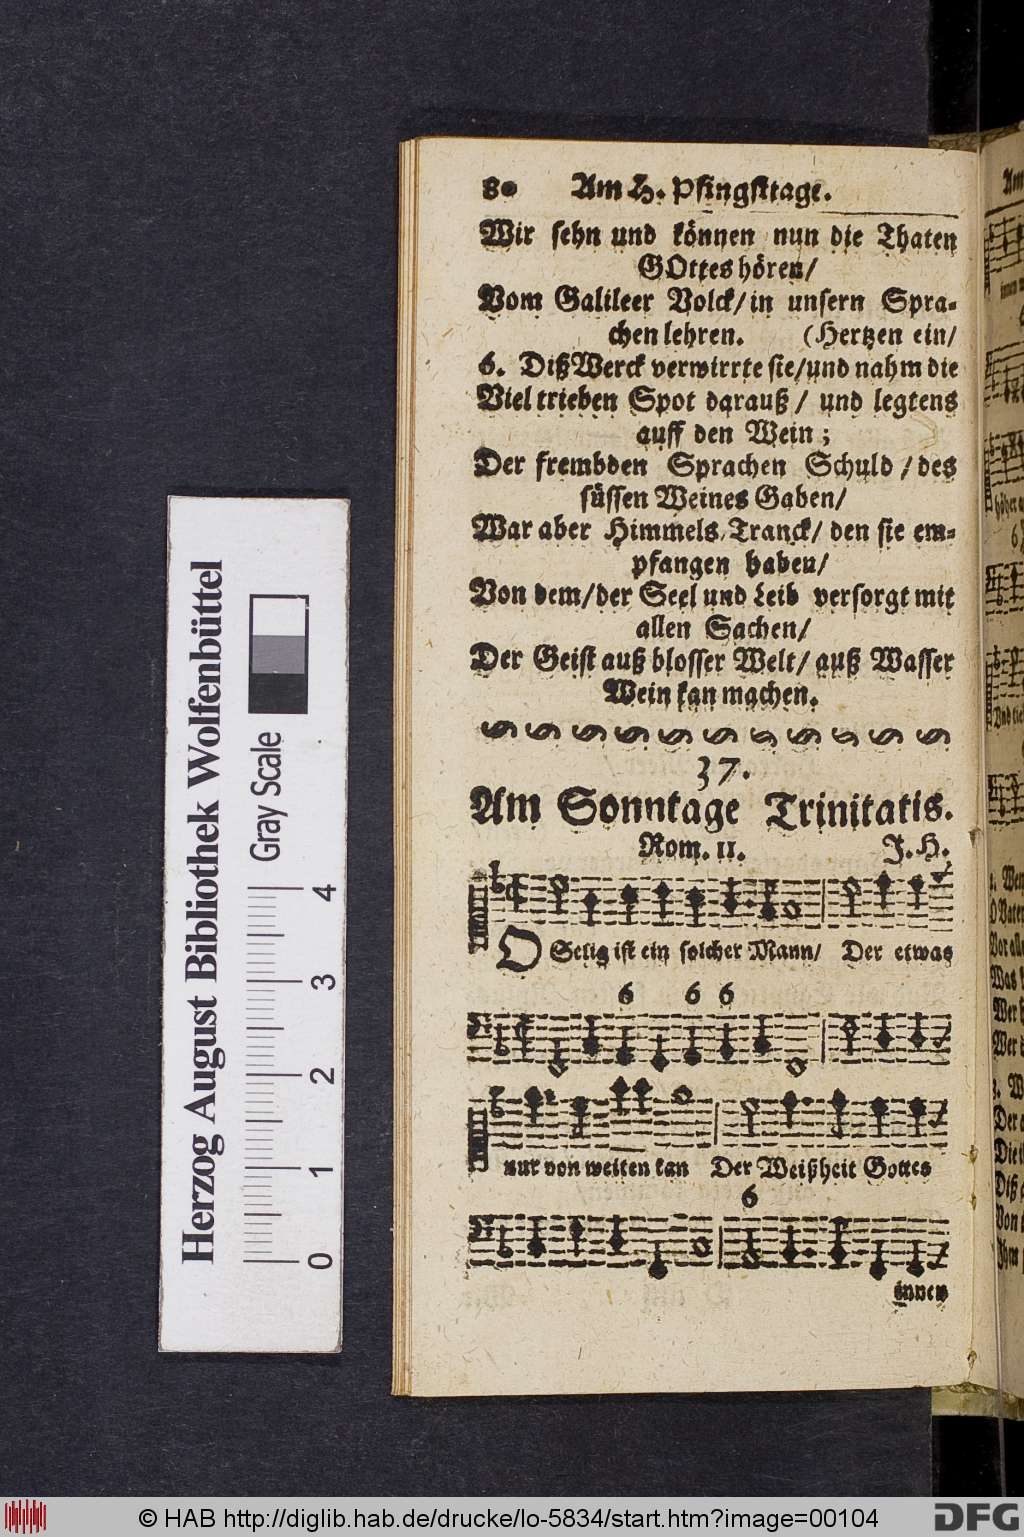 80 Am H. Pfingsttage.
Wir sehn und können nun die Thaten
GOttes hören/
Vom Galileer Volck/ in unsern Spra-
chen lehren. (Hertzen ein/
6. Diß Werck verwirrte sie/ und nahm die
Viel trieben Spot darauß / und legtens
auff den Wein ;
Der frembden Sprachen Schuld / des
süssen Weines Gaben/
War aber Himmels-Tranck/ den sie em-
pfangen haben/
Von dem/ der Seel und Leib versorgt mit
allen Sachen/
Der Geist auß blosser Welt/ auß Wasser
Wein kan machen.
37.
Am Sonntage Trinitatis.
Rom. 11. J. H.
O Selig ist ein solcher Mann/ Der etwas
6 6 6
nur von weiten kan Der Weißheit Gottes
6
innen
Herzog August Bibliothek Wolfenbüttel
Gray Scale
0 1 2 3 4
© HAB http://diglib.hab.de/drucke/lo-5834/start.htm?image=00104
DFG